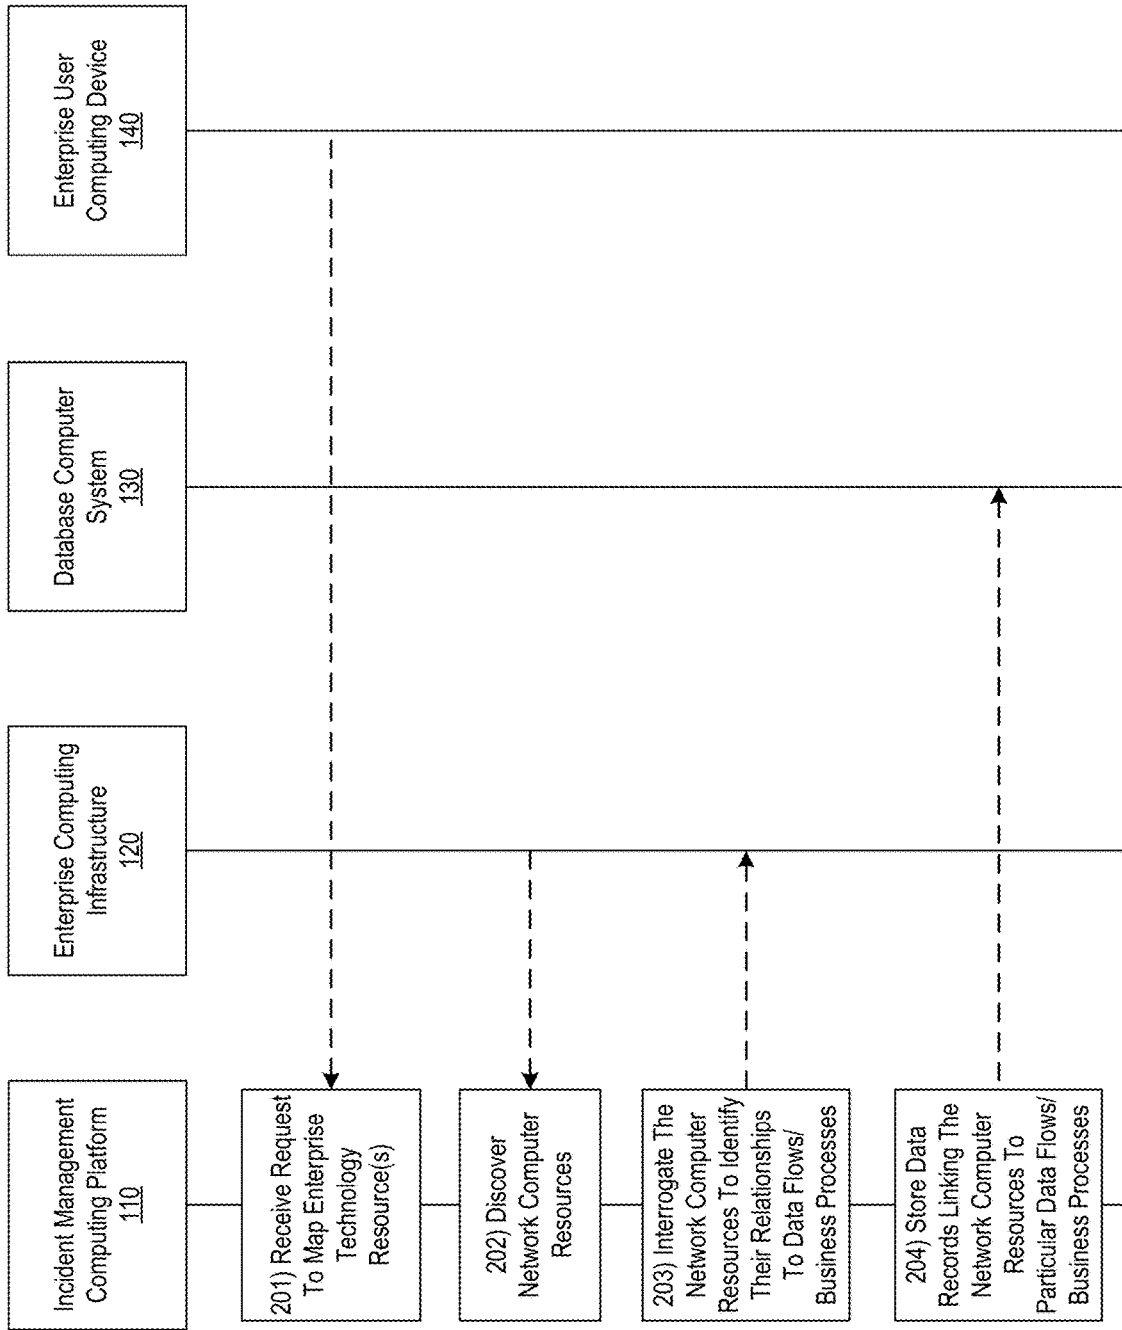 Incident Management
Computing Platform
110
Enterprise Computing
Infrastructure
120
Database Computer
System
130
Enterprise User
Computing Device
140
201) Receive Request
To Map Enterprise
Technology
Resource(s)
202) Discover
Network Computer
Resources
203) Interrogate The
Network Computer
Resources To Identify
Their Relationships
To Data Flows/
Business Processes
204) Store Data
Records Linking The
Network Computer
Resources To
Particular Data Flows/
Business Processes